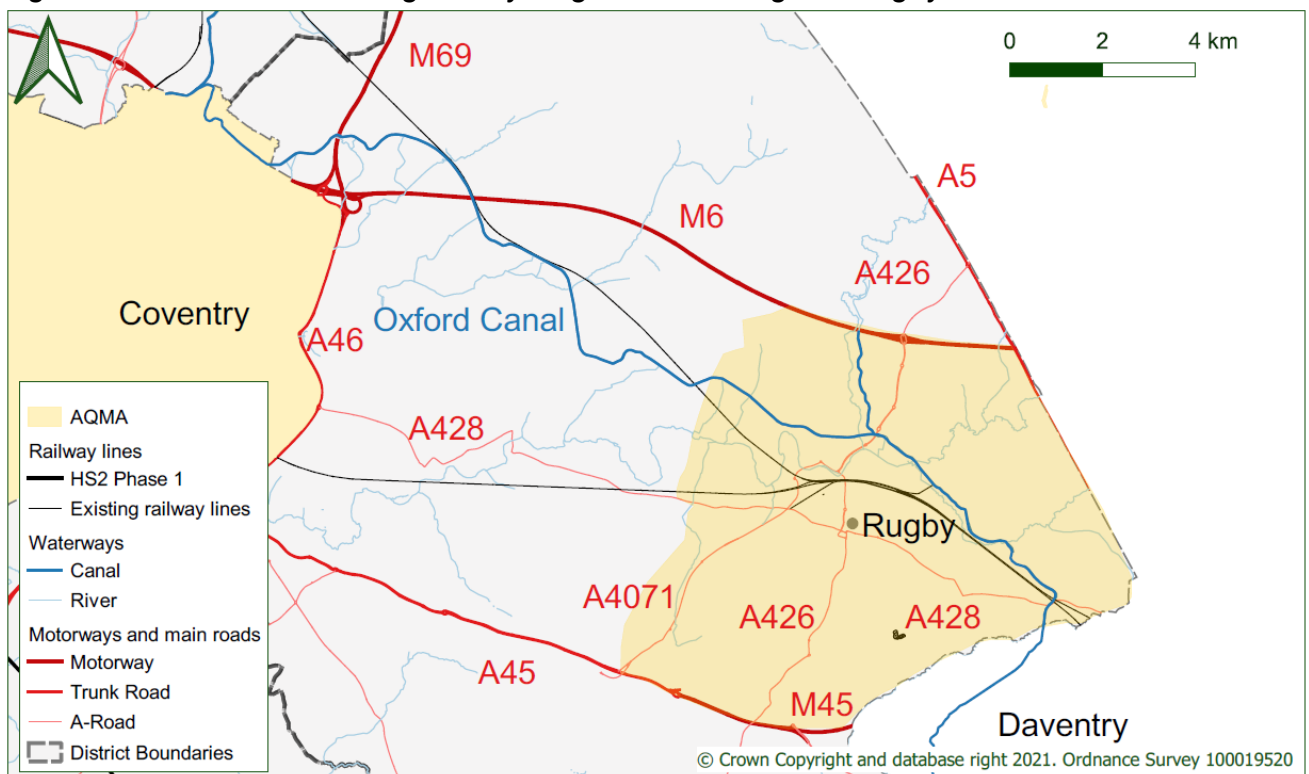 0 2 4 km
M69
A5
M6
A426
Coventry
Oxford Canal
A46
A428
Rugby
A4071
A426
A428
A45
M45
Daventry
AQMA
Railway lines
HS2 Phase 1
Existing railway lines
Waterways
Canal
River
Motorways and main roads
Motorway
Trunk Road
A-Road
District Boundaries
© Crown Copyright and database right 2021. Ordnance Survey 100019520